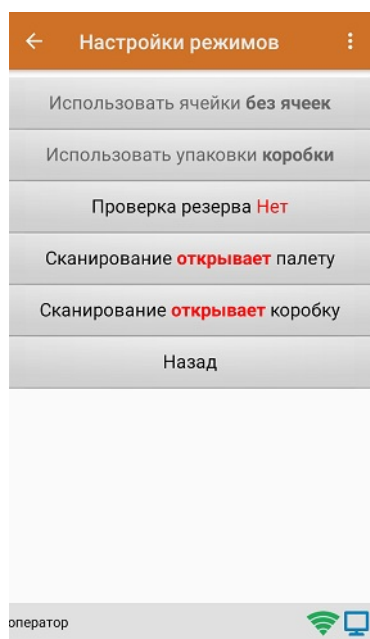 Настройки режимов
Использовать ячейки без ячеек
Использовать упаковки коробки
Проверка резерва Нет
Сканирование открывает палету
Сканирование открывает коробку
Назад
оператор